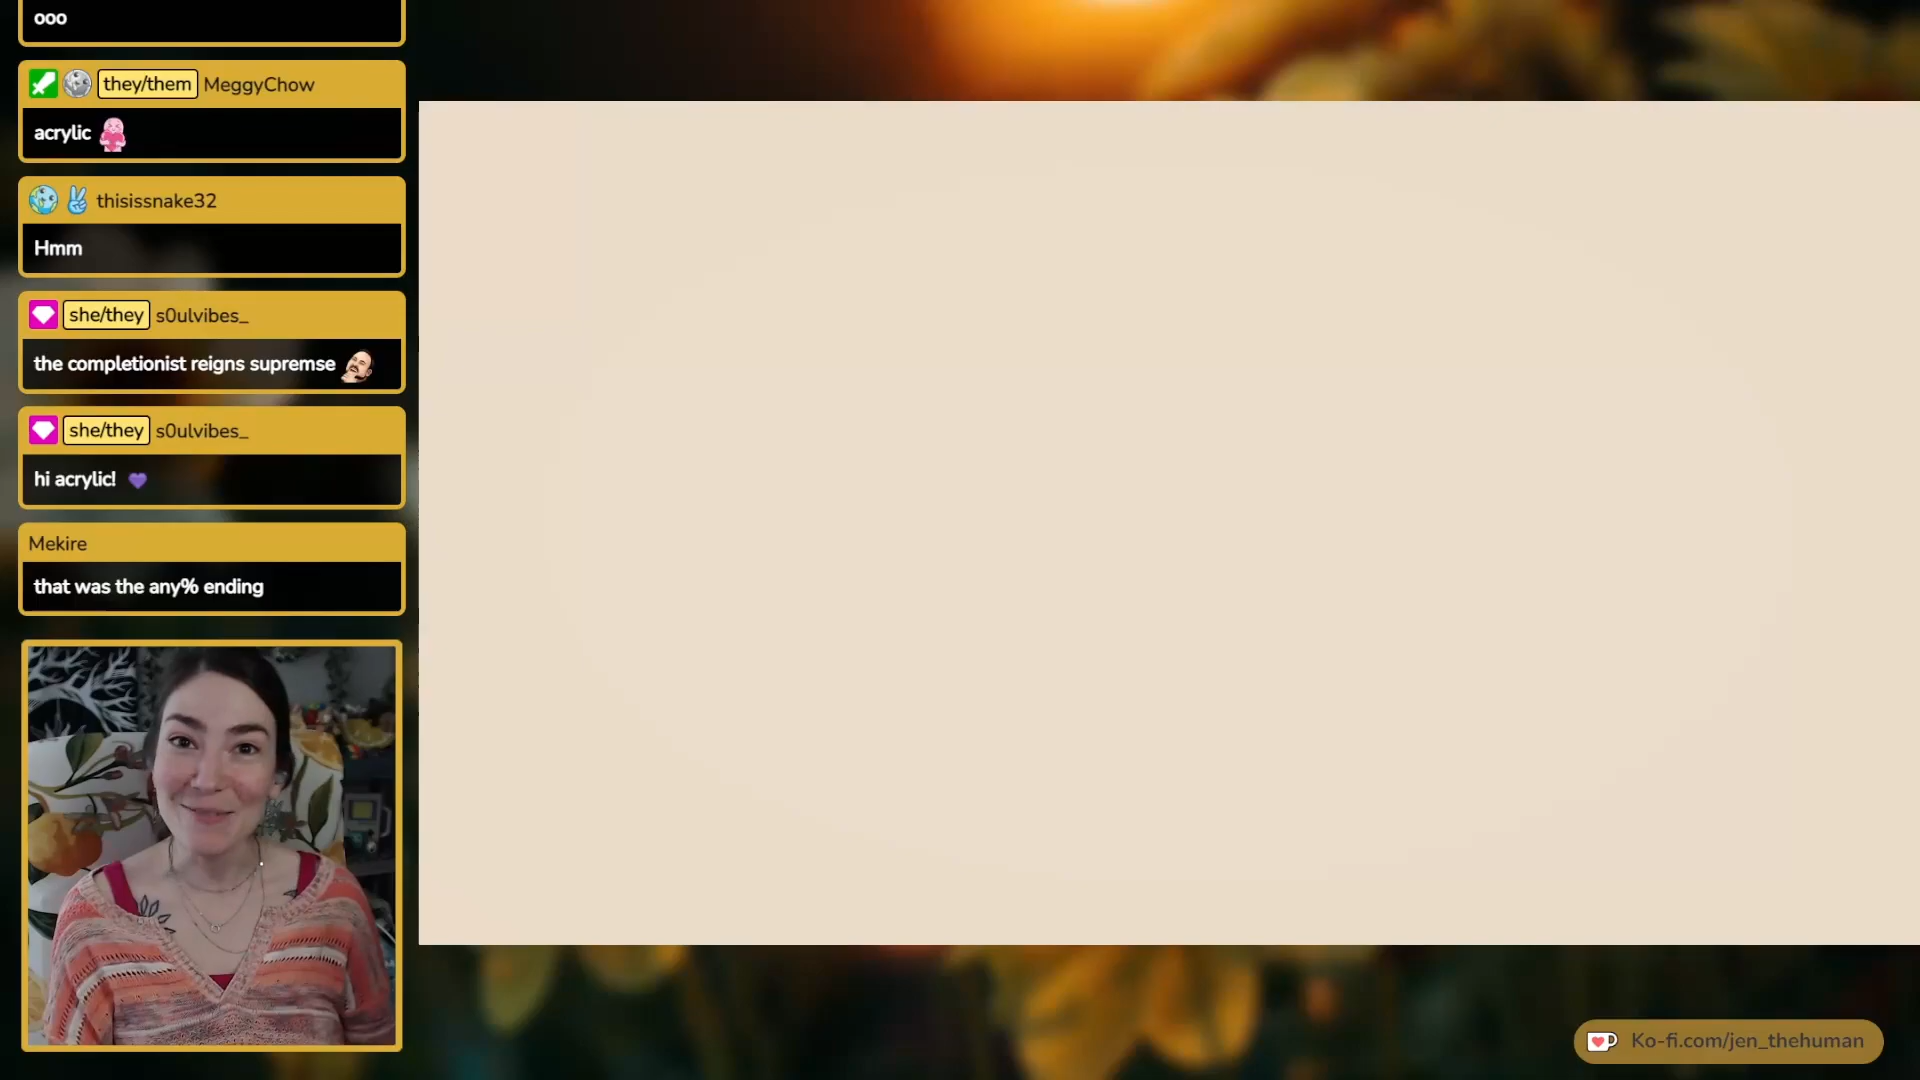 ooo
they/them MeggyChow
acrylic
thisissnake32
Hmm
she/they s0ulvibes_
the completionist reigns supremse
she/they s0ulvibes_
hi acrylic!
Mekire
that was the any% ending
Ko-fi.com/jen_thehuman